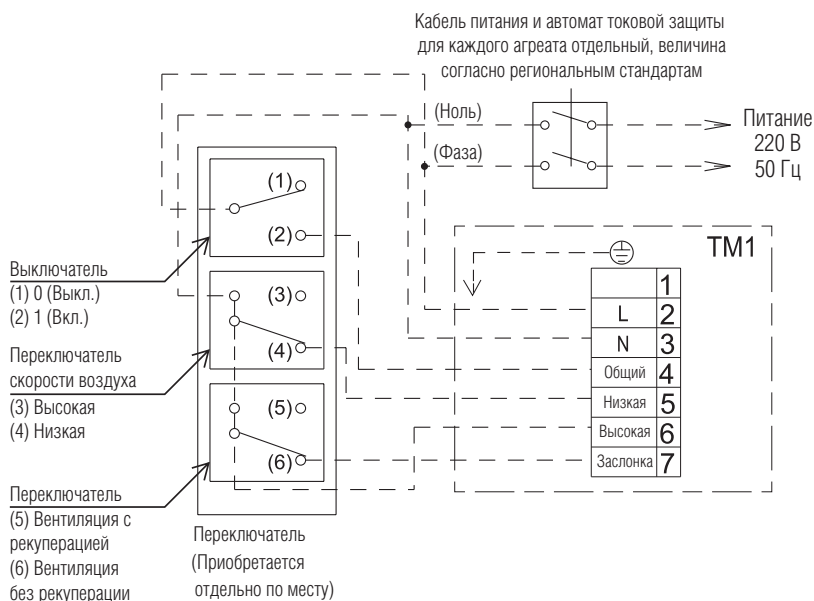 Кабель питания и автомат токовой защиты
для каждого агреата отдельный, величина
согласно региональным стандартам
(Ноль)
(Фаза)
Питание
220 В
50 Гц
(1)
(2)
(3)
(4)
(5)
(6)
Выключатель
(1) 0 (Выкл.)
(2) 1 (Вкл.)
Переключатель
скорости воздуха
(3) Высокая
(4) Низкая
Переключатель
(5) Вентиляция с
рекуперацией
(6) Вентиляция
без рекуперации
Переключатель
(Приобретается
отдельно по месту)
TM1
1
L 2
N 3
Общий 4
Низкая 5
Высокая 6
Заслонка 7